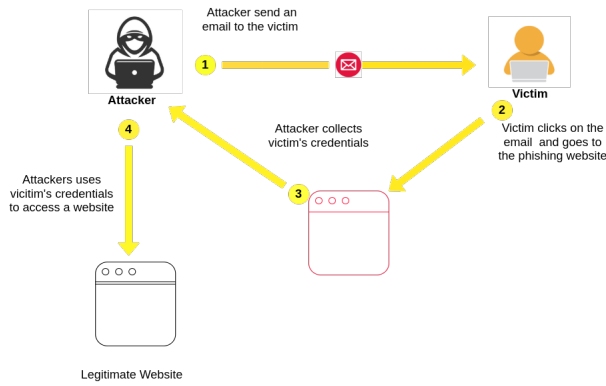 Attacker send an
email to the victim
1
Attacker
Victim
2
Victim clicks on the
email and goes to
the phishing website
Attacker collects
victim's credentials
3
4
Attackers uses
vicitim's credentials
to access a website
Legitimate Website